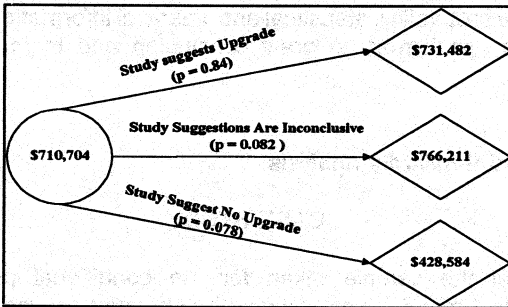 Study suggests Upgrade
(p = 0.84)
$731,482
Study Suggestions Are Inconclusive
(p = 0.082 )
$710,704
$766,211
Study Suggest No Upgrade
(p = 0.078)
$428,584